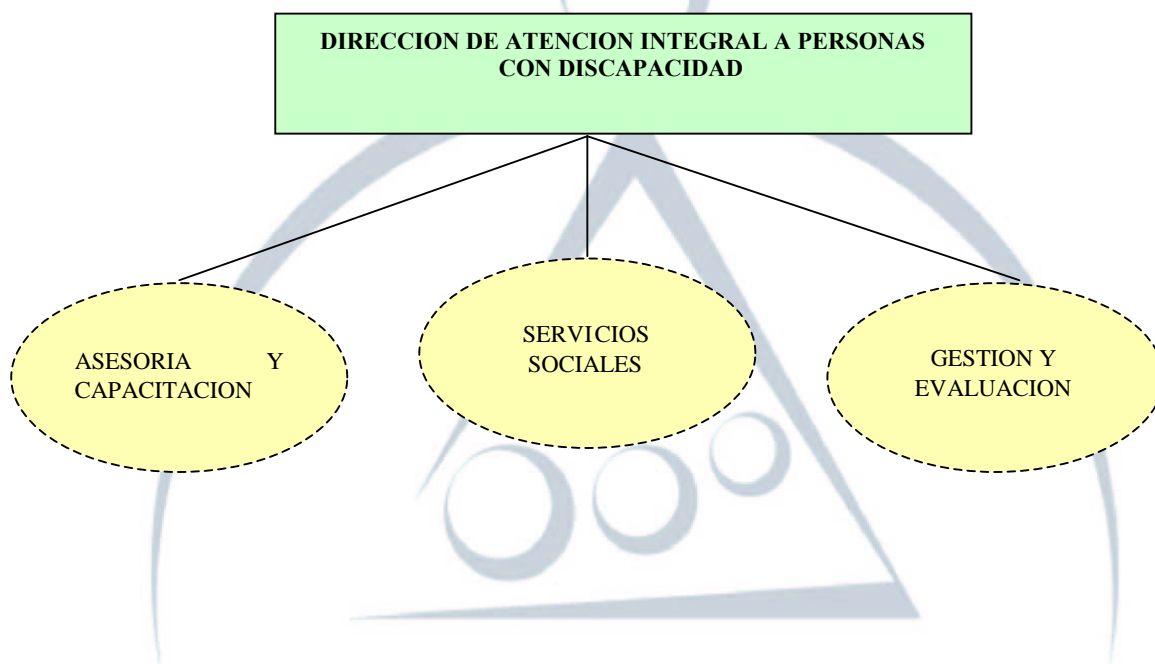 DIRECCION DE ATENCION INTEGRAL A PERSONAS
CON DISCAPACIDAD
ASESORIA Y
CAPACITACION
SERVICIOS
SOCIALES
GESTION Y
EVALUACION